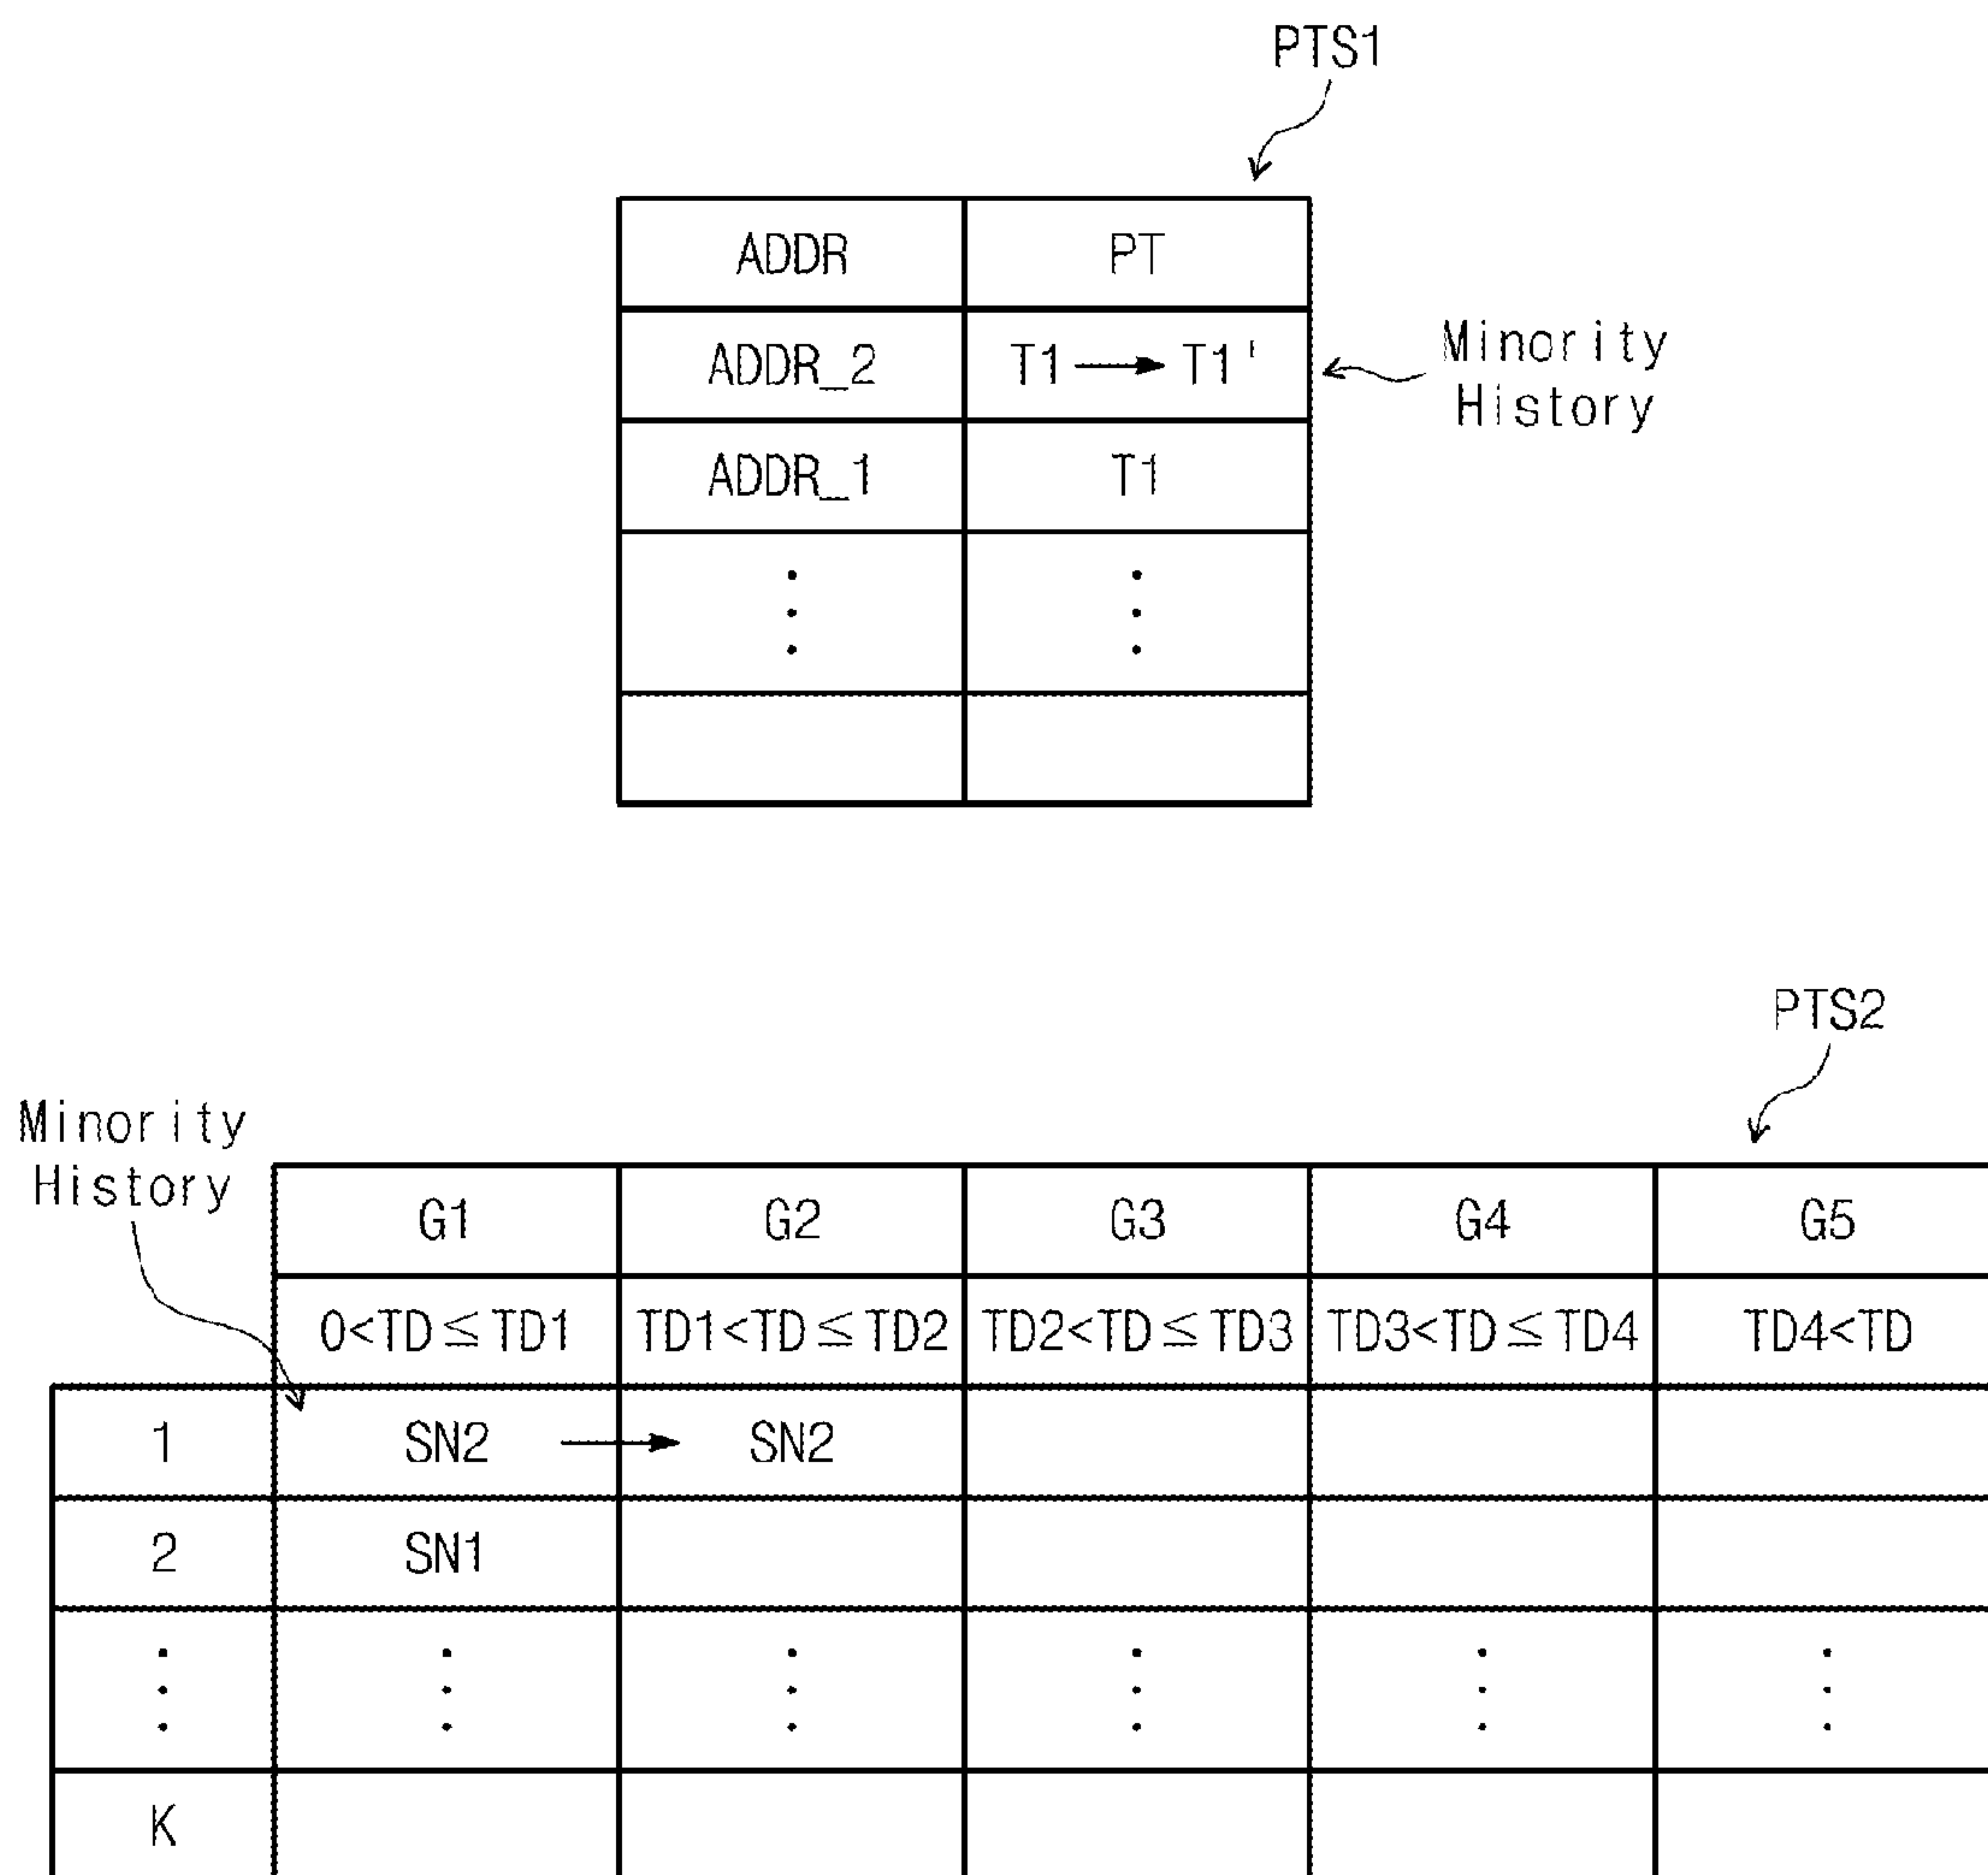 PTS1
ADDR PT
ADDR_2 T1 → T1'
Minority
History
ADDR_1 T1
PTS2
Minority
History
G1 G2 G3 G4 G5
0<TD≦TD1 TD1<TD≦TD2 TD2<TD≦TD3 TD3<TD≦TD4 TD4<TD
1 SN2 → SN2
2 SN1
K